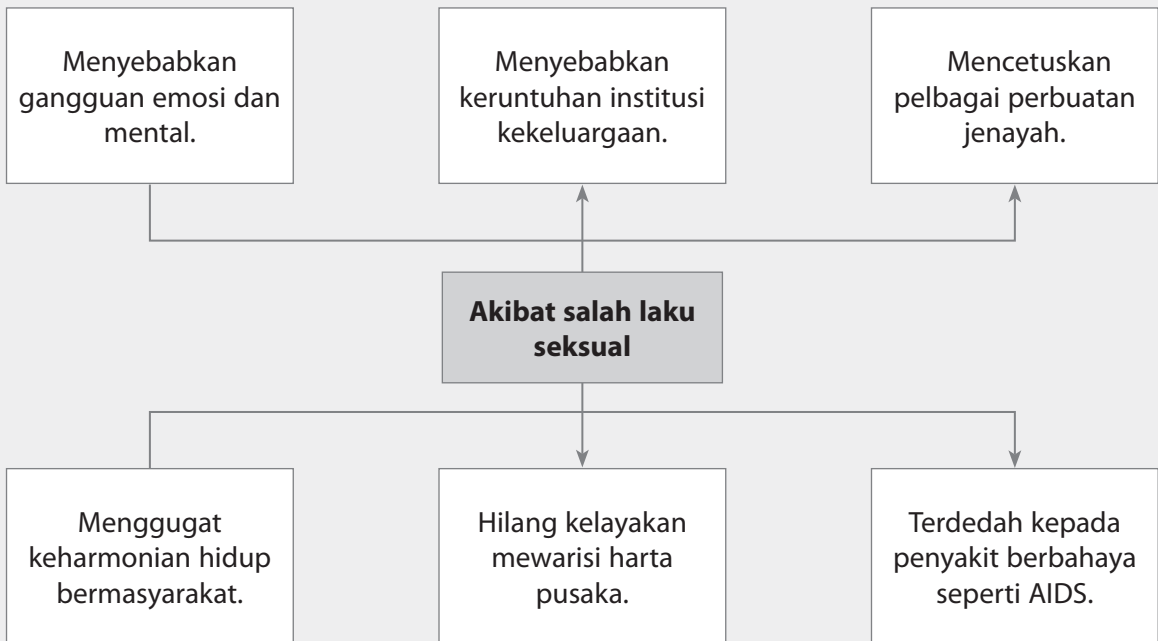 Menyebabkan
gangguan emosi dan
mental.
Menyebabkan
keruntuhan institusi
kekeluargaan.
Mencetuskan
pelbagai perbuatan
jenayah.
Akibat salah laku
seksual
Menggugat
keharmonian hidup
bermasyarakat.
Hilang kelayakan
mewarisi harta
pusaka.
Terdedah kepada
penyakit berbahaya
seperti AIDS.